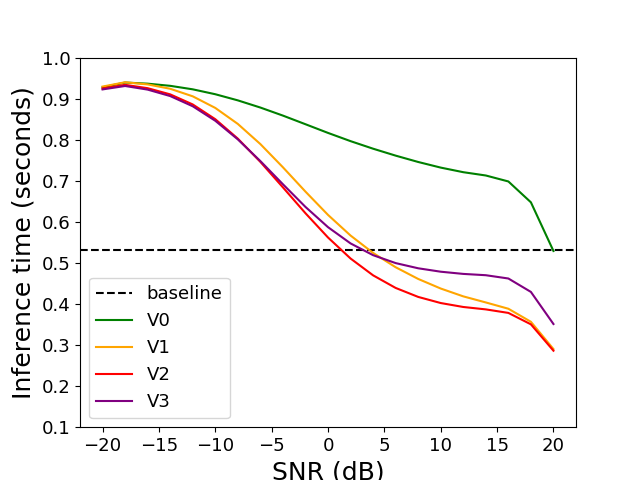 Inference time (seconds)
1.0
0.9
0.8
0.7
0.6
0.5
0.4
0.3
0.2
0.1
baseline
V0
V1
V2
V3
−20 −15 −10 −5 0 5 10 15 20
SNR (dB)